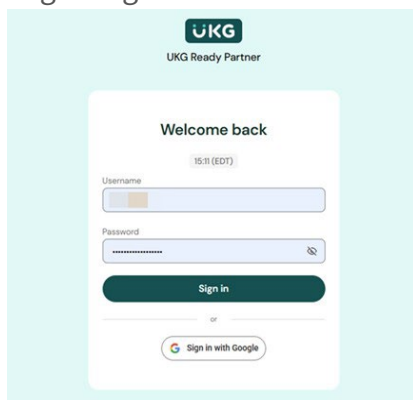 UKG
UKG Ready Partner
Welcome back
15:11 (EDT)
Username
Password
Sign in
or
Sign in with Google